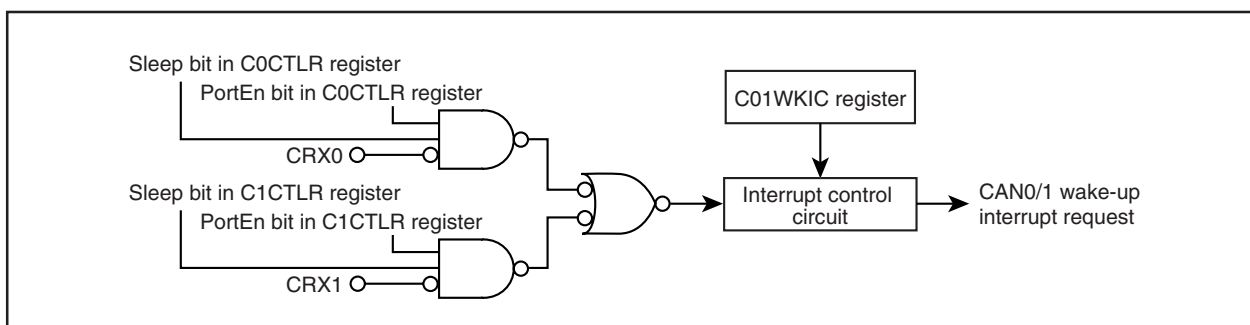 Sleep bit in C0CTLR register
PortEn bit in C0CTLR register
CRX0
Sleep bit in C1CTLR register
PortEn bit in C1CTLR register
CRX1
C01WKIC register
Interrupt control
circuit
CAN0/1 wake-up
interrupt request